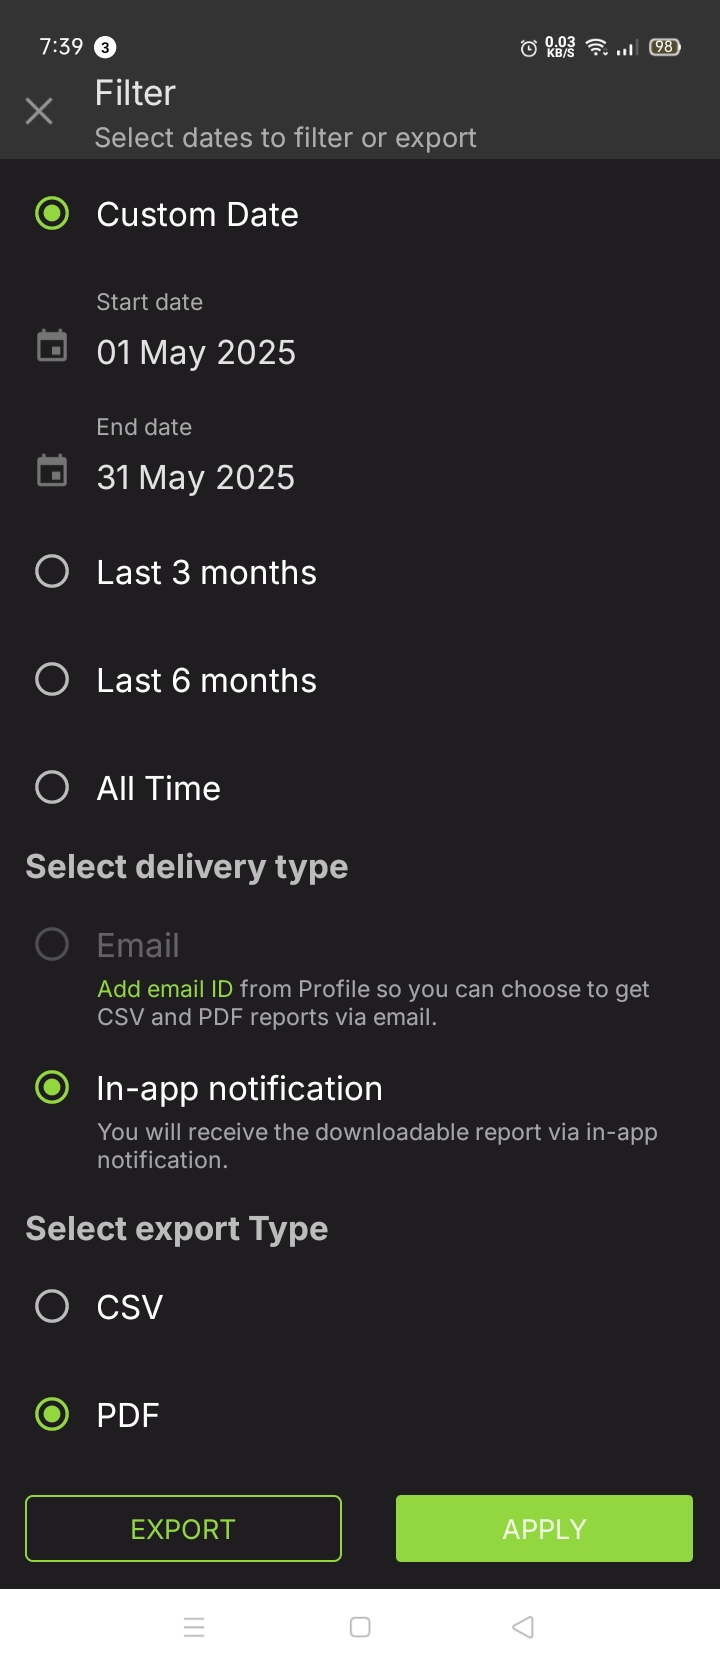 7:39 3 0.03 KB/S 98
Filter
Select dates to filter or export
Custom Date
Start date
01 May 2025
End date
31 May 2025
Last 3 months
Last 6 months
All Time
Select delivery type
Email
Add email ID from Profile so you can choose to get
CSV and PDF reports via email.
In-app notification
You will receive the downloadable report via in-app
notification.
Select export Type
CSV
PDF
EXPORT APPLY